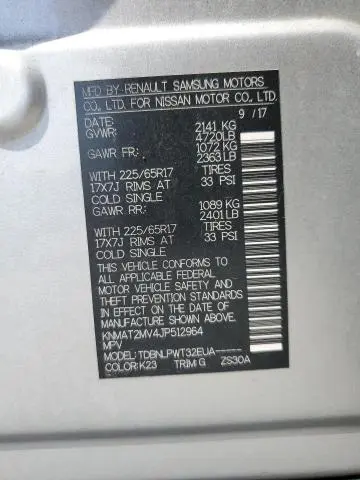 MFD BY-RENAULT SAMSUNG MOTORS
CO., LTD. FOR NISSAN MOTOR CO., LTD.
DATE: 9 /17
GVWR: 2141 KG
4720LB
GAWR FR: 1072 KG
2363LB
WITH 225/65R17 TIRES
17X7J RIMS AT 33 PSI
COLD SINGLE
GAWR RR: 1089 KG
2401LB
WITH 225/65R17 TIRES
17X7J RIMS AT 33 PSI
COLD SINGLE
THIS VEHICLE CONFORMS TO
ALL APPLICABLE FEDERAL
MOTOR VEHICLE SAFETY, BUMPER
AND THEFT PREVENTION STANDARDS
IN EFFECT ON THE DATE OF
MANUFACTURE SHOWN ABOVE.
KNMAT2MV4JP512964
MPV
MODEL: TDBNLPWT32EUA-----
COLOR:K23 TRIM:G ZS30A